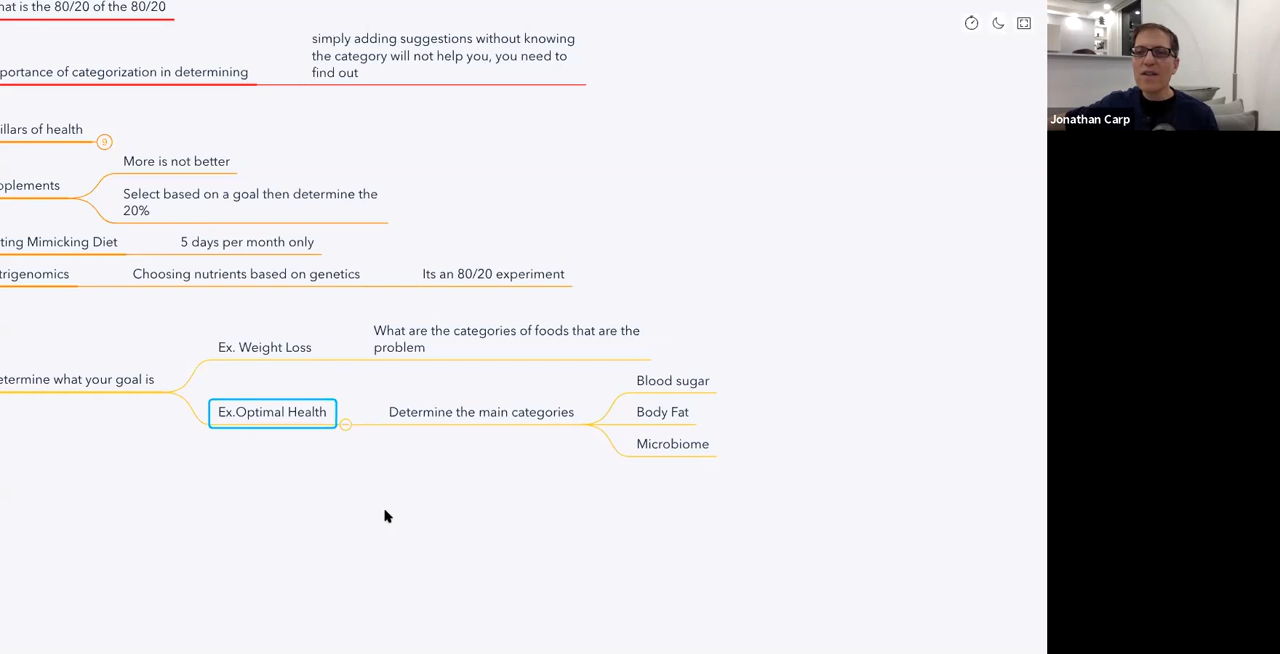 hat is the 80/20 of the 80/20
simply adding suggestions without knowing
the category will not help you, you need to
find out
portance of categorization in determining
illars of health
9
More is not better
oplements
Select based on a goal then determine the
20%
ting Mimicking Diet
5 days per month only
trigenomics
Choosing nutrients based on genetics
Its an 80/20 experiment
What are the categories of foods that are the
problem
Ex. Weight Loss
etermine what your goal is
Ex.Optimal Health
Determine the main categories
Blood sugar
Body Fat
Microbiome
Jonathan Carp